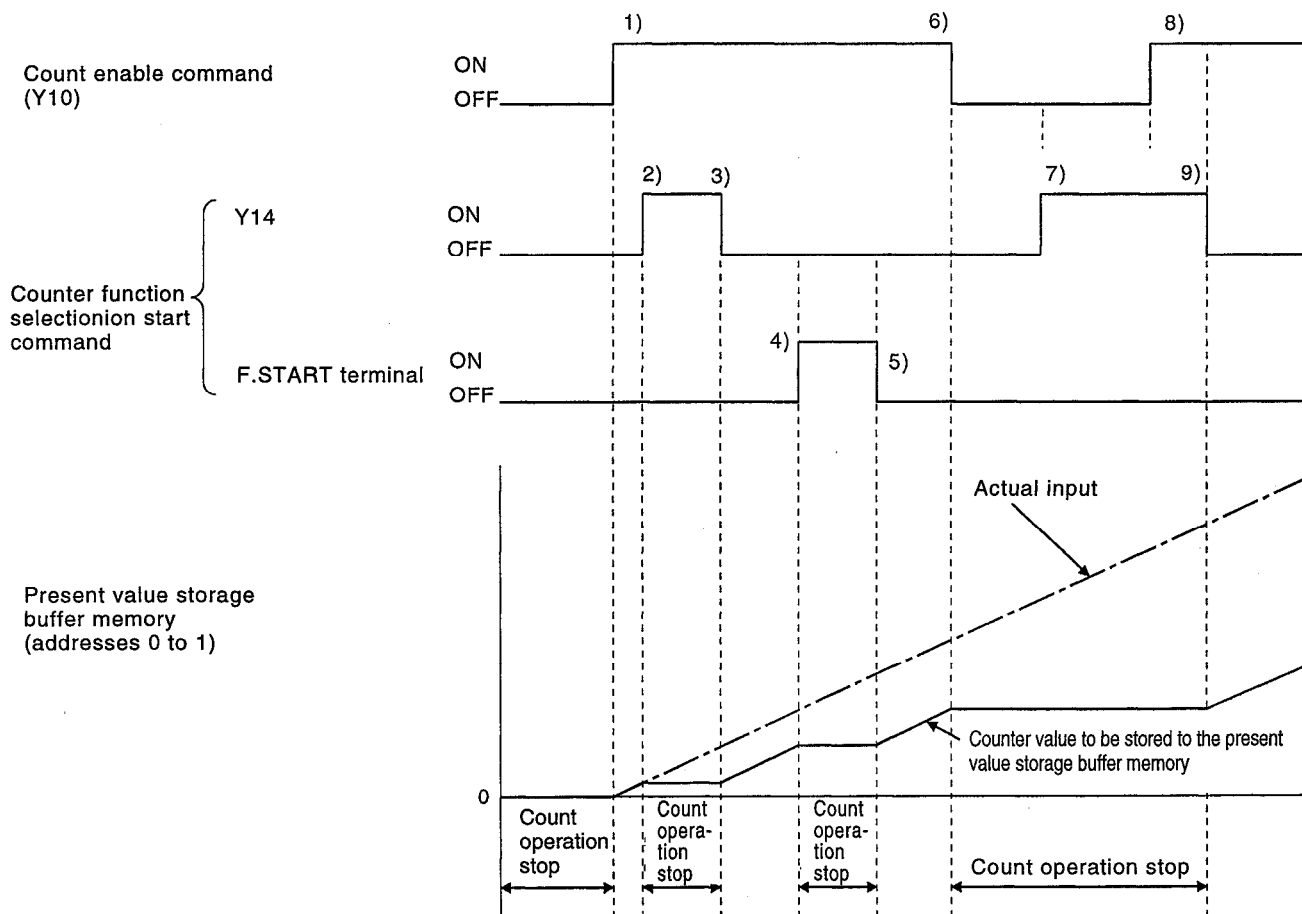 1)
6)
8)
Count enable command
(Y10)
ON
OFF
2)
3)
7)
9)
Y14
ON
OFF
Counter function
selectionion start
command
4)
5)
F.START terminal
ON
OFF
Actual input
Present value storage
buffer memory
(addresses 0 to 1)
Counter value to be stored to the present
value storage buffer memory
0
Count
operation
stop
Count
opera-
tion
stop
Count
opera-
tion
stop
Count operation stop